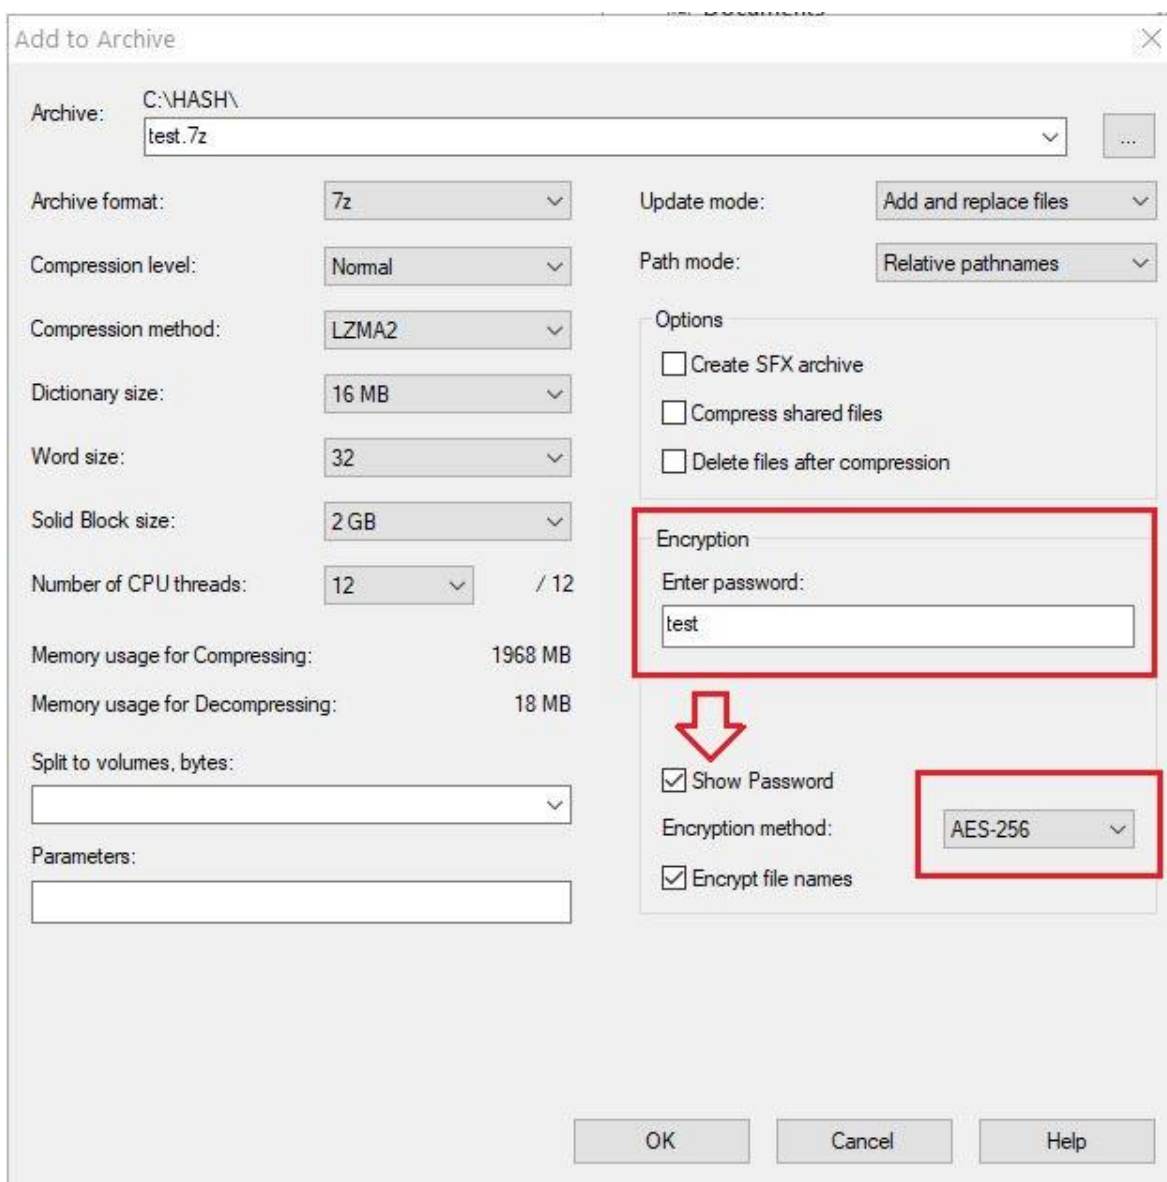 Documents
Add to Archive
Archive:
C:\HASH\
test.7z
...
Archive format:
7z
Compression level:
Normal
Compression method:
LZMA2
Dictionary size:
16 MB
Word size:
32
Solid Block size:
2 GB
Number of CPU threads:
12
/ 12
Memory usage for Compressing:
1968 MB
Memory usage for Decompressing:
18 MB
Split to volumes, bytes:
Parameters:
Update mode:
Add and replace files
Path mode:
Relative pathnames
Options
Create SFX archive
Compress shared files
Delete files after compression
Encryption
Enter password:
test
Show Password
Encryption method:
AES-256
Encrypt file names
OK
Cancel
Help